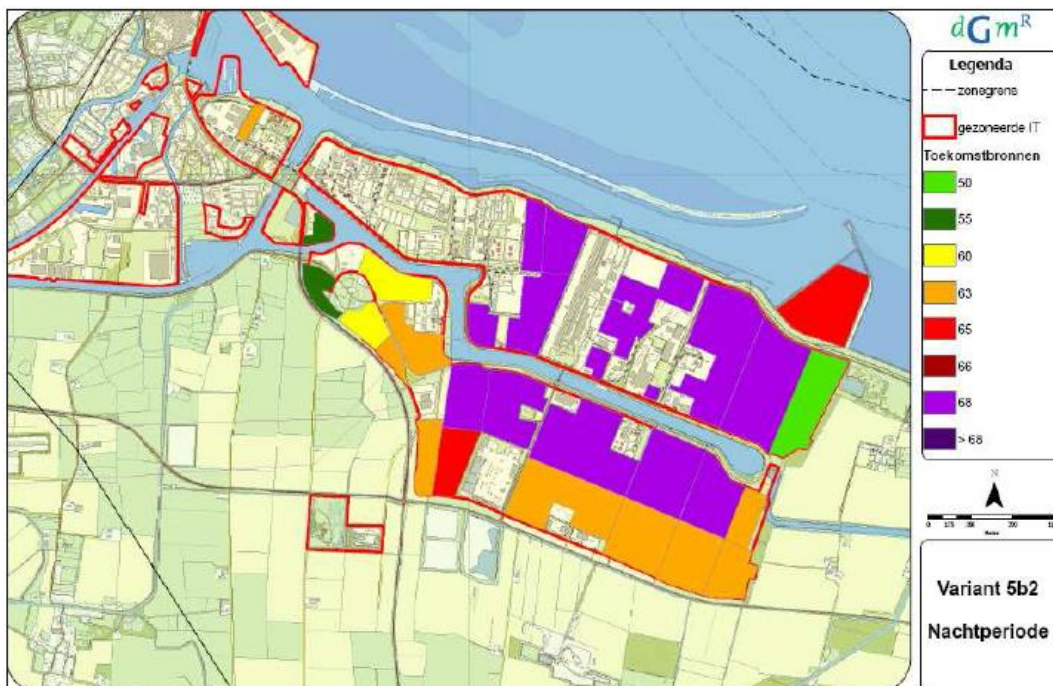 dGmR
Legenda
zonegrens
gezoneerde IT
Toekomstbronnen
50
55
60
63
65
66
68
> 68
N
Variant 5b2
Nachtperiode